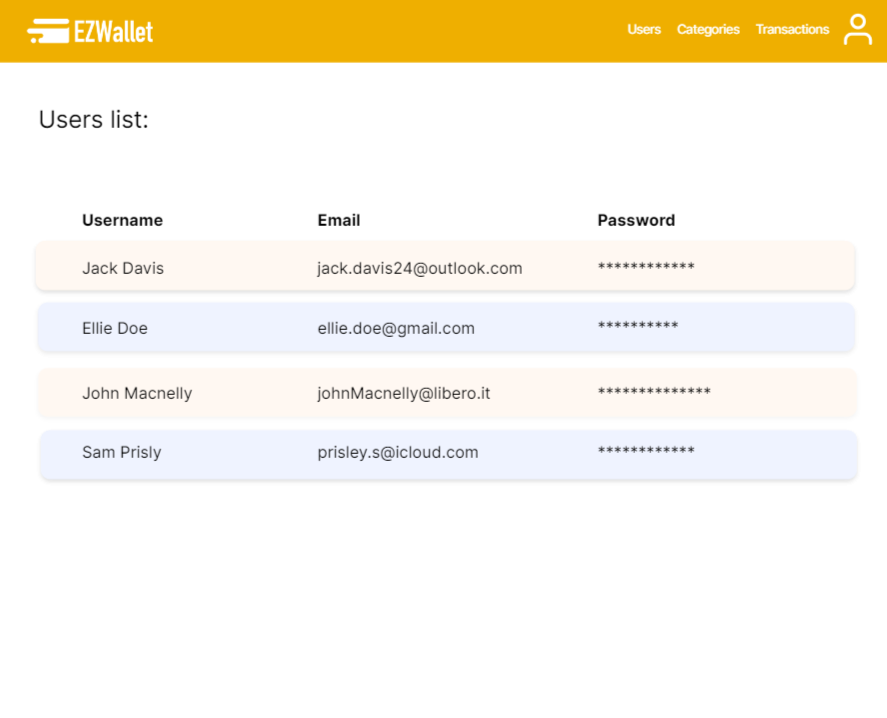 EZWallet
Users Categories Transactions
Users list:
Username Email Password
Jack Davis jack.davis24@outlook.com ************
Ellie Doe ellie.doe@gmail.com **********
John Macnelly johnMacnelly@libero.it **************
Sam Prisly prisley.s@icloud.com ************